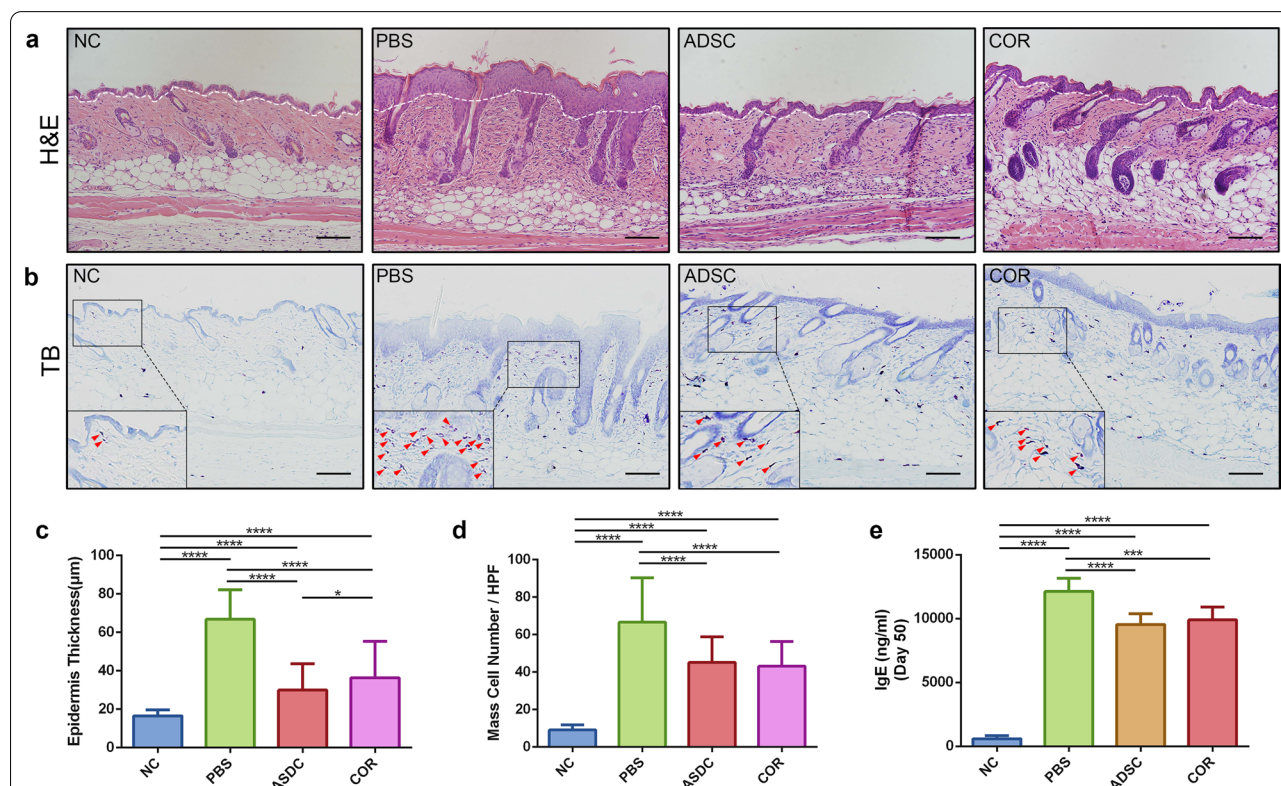 a
NC
PBS
ADSC
COR
H&E
b
NC
PBS
ADSC
COR
TB
c
****
****
****
****
****
*
Epidermis Thickness(μm)
100
80
60
40
20
0
NC
PBS
ASDC
COR
d
****
****
****
****
****
Mass Cell Number / HPF
100
80
60
40
20
0
NC
PBS
ASDC
COR
e
****
****
****
***
****
IgE (ng/ml)
(Day 50)
15000
10000
5000
0
NC
PBS
ADSC
COR